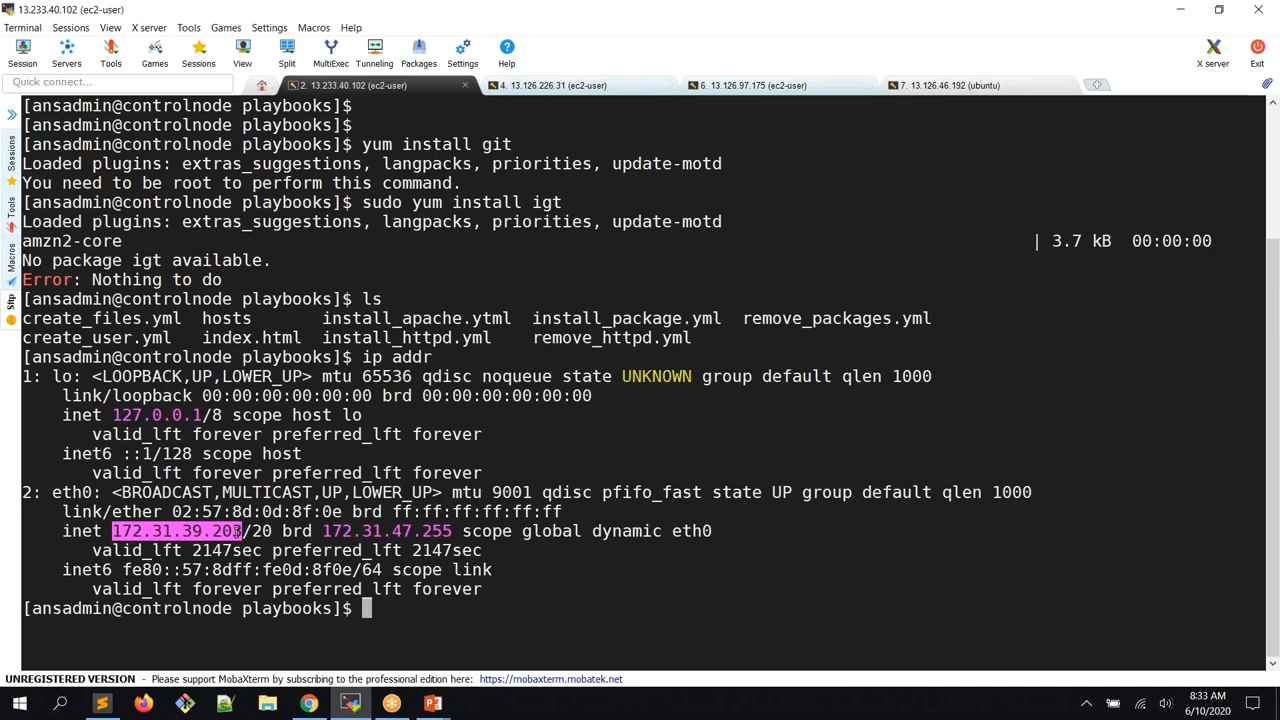 13.233.40.102 (ec2-user)
Terminal Sessions View X server Tools Games Settings Macros Help
Session Servers Tools Games Sessions View Split MultiExec Tunneling Packages Settings Help X server Exit
Quick connect... 2. 13.233.40.102 (ec2-user) 4. 13.126.226.31 (ec2-user) 6. 13.126.97.175 (ec2-user) 7. 13.126.46.192 (ubuntu)
Sessions
Tools
Macros
Sftp
[ansadmin@controlnode playbooks]$
[ansadmin@controlnode playbooks]$
[ansadmin@controlnode playbooks]$ yum install git
Loaded plugins: extras_suggestions, langpacks, priorities, update-motd
You need to be root to perform this command.
[ansadmin@controlnode playbooks]$ sudo yum install igt
Loaded plugins: extras_suggestions, langpacks, priorities, update-motd
amzn2-core | 3.7 kB 00:00:00
No package igt available.
Error: Nothing to do
[ansadmin@controlnode playbooks]$ ls
create_files.yml hosts install_apache.ytml install_package.yml remove_packages.yml
create_user.yml index.html install_httpd.yml remove_httpd.yml
[ansadmin@controlnode playbooks]$ ip addr
1: lo: <LOOPBACK,UP,LOWER_UP> mtu 65536 qdisc noqueue state UNKNOWN group default qlen 1000
link/loopback 00:00:00:00:00:00 brd 00:00:00:00:00:00
inet 127.0.0.1/8 scope host lo
valid_lft forever preferred_lft forever
inet6 ::1/128 scope host
valid_lft forever preferred_lft forever
2: eth0: <BROADCAST,MULTICAST,UP,LOWER_UP> mtu 9001 qdisc pfifo_fast state UP group default qlen 1000
link/ether 02:57:8d:0d:8f:0e brd ff:ff:ff:ff:ff:ff
inet 172.31.39.203/20 brd 172.31.47.255 scope global dynamic eth0
valid_lft 2147sec preferred_lft 2147sec
inet6 fe80::57:8dff:fe0d:8f0e/64 scope link
valid_lft forever preferred_lft forever
[ansadmin@controlnode playbooks]$
UNREGISTERED VERSION - Please support MobaXterm by subscribing to the professional edition here: https://mobaxterm.mobatek.net
8:33 AM
6/10/2020